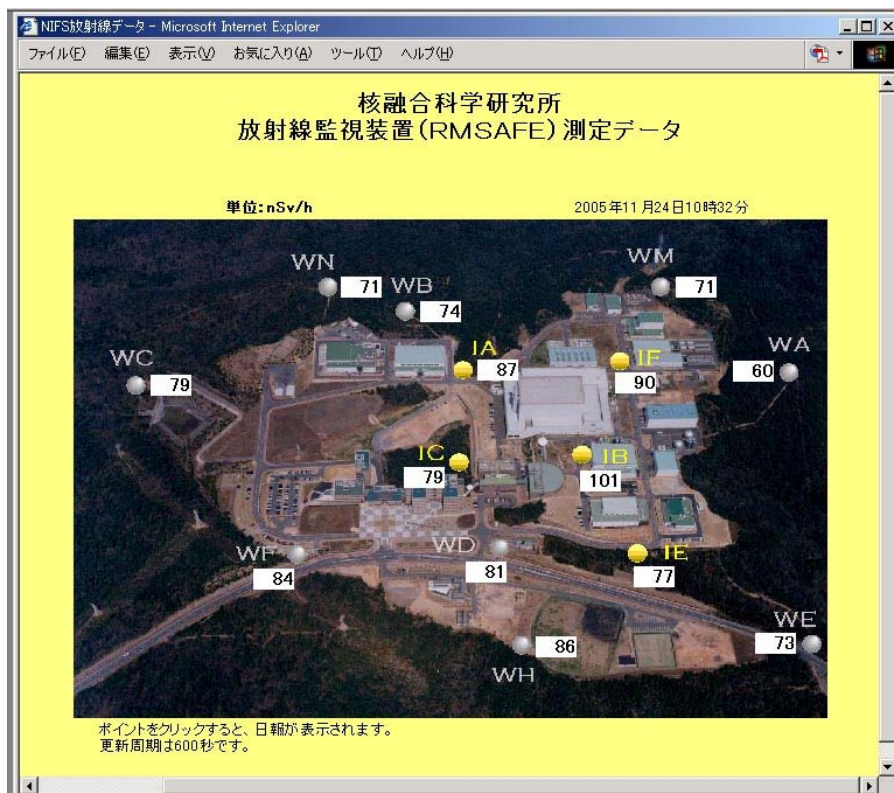 NIFS放射線データ - Microsoft Internet Explorer
ファイル(F) 編集(E) 表示(V) お気に入り(A) ツール(T) ヘルプ(H)
核融合科学研究所
放射線監視装置(RMSAFE)測定データ
単位:nSv/h 2005年11月24日10時32分
WN 71
WB 74
WM 71
WC 79
IA 87
IF 90
WA 60
IC 79
IB 101
WF 84
WD 81
IE 77
WH 86
WE 73
ポイントをクリックすると、日報が表示されます。
更新周期は600秒です。